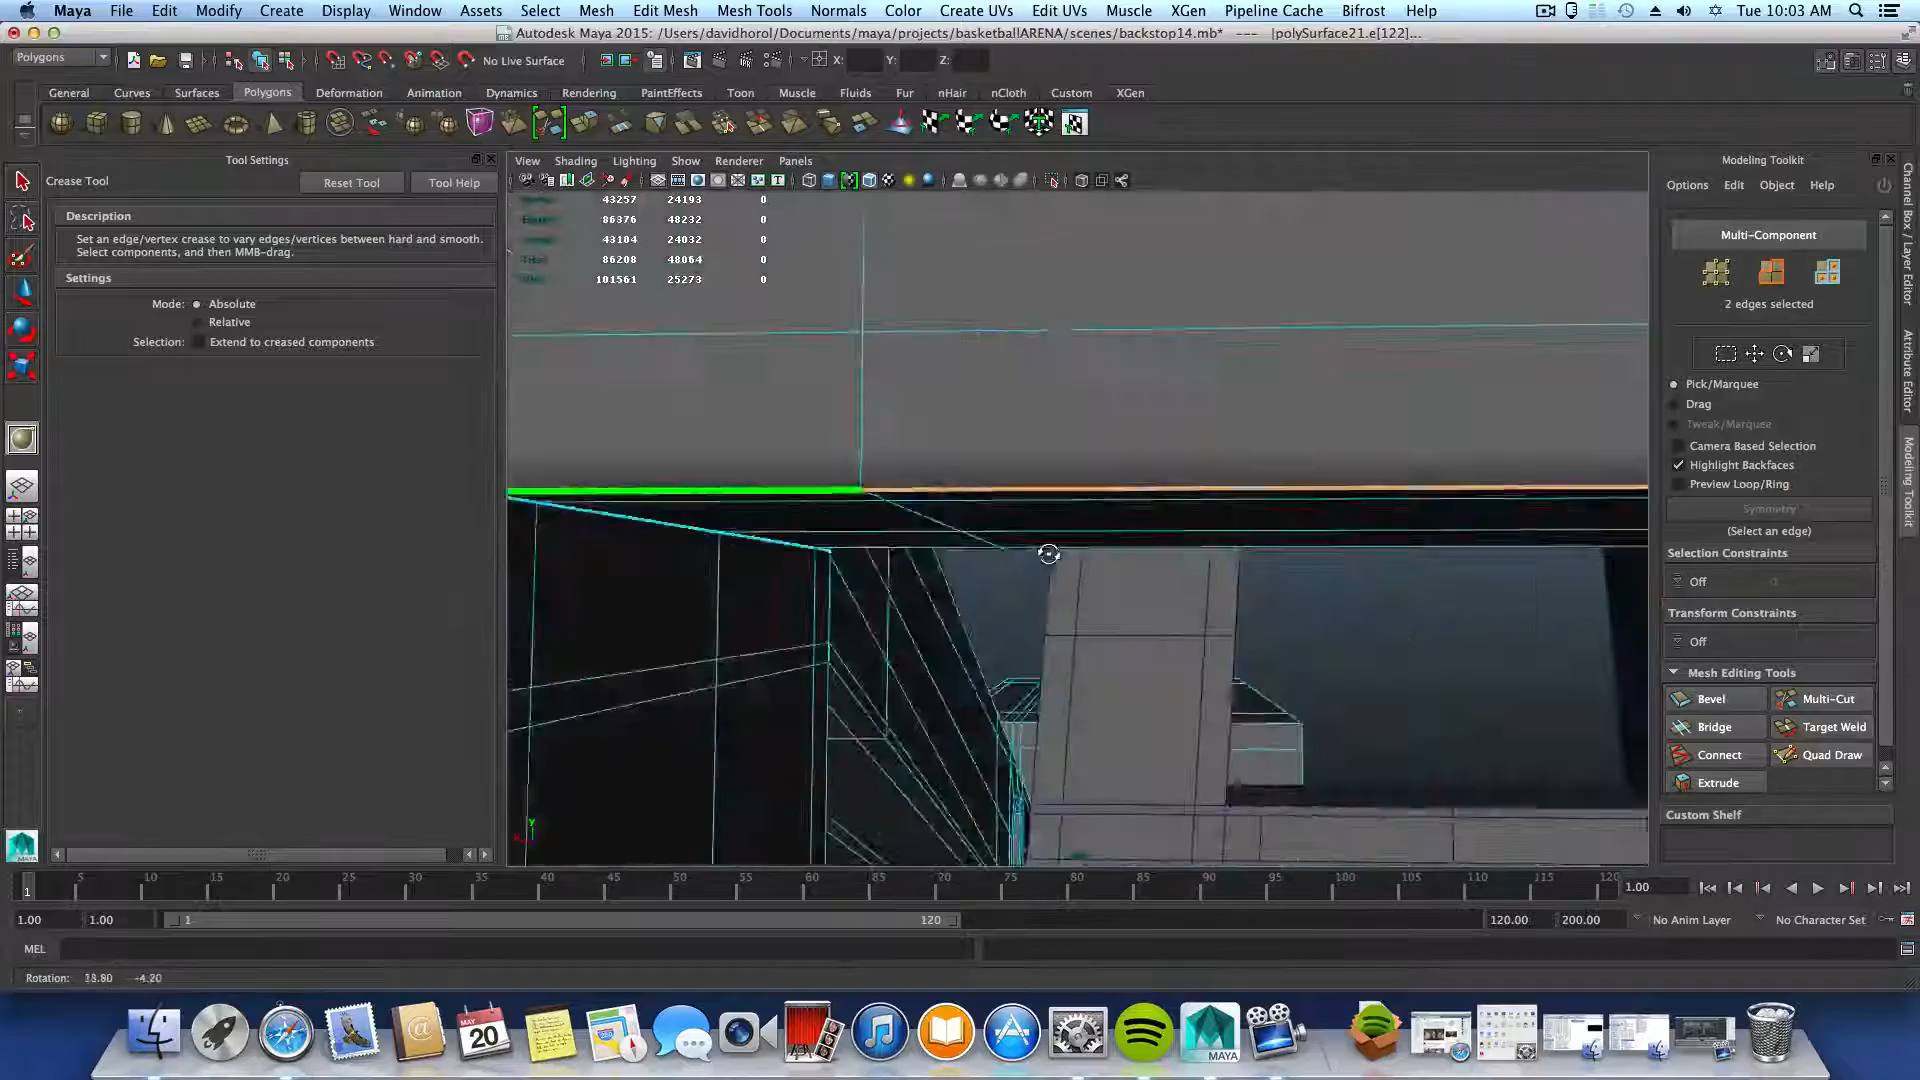 Maya File Edit Modify Create Display Window Assets Select Mesh Edit Mesh Mesh Tools Normals Color Create UVs Edit UVs Muscle XGen Pipeline Cache Bifrost Help Tue 10:03 AM
Autodesk Maya 2015: /Users/davidhorol/Documents/maya/projects/basketballARENA/scenes/backstop14.mb* --- |polySurface21.e[122]...
Polygons No Live Surface X: Y: Z:
General Curves Surfaces Polygons Deformation Animation Dynamics Rendering PaintEffects Toon Muscle Fluids Fur nHair nCloth Custom XGen
Tool Settings
Crease Tool Reset Tool Tool Help
Description
Set an edge/vertex crease to vary edges/vertices between hard and smooth.
Select components, and then MMB-drag.
Settings
Mode: Absolute
Relative
Selection: Extend to creased components
View Shading Lighting Show Renderer Panels
43257 24193 0
86376 48232 0
43104 24032 0
86208 48064 0
101561 25273 0
y
Modeling Toolkit
Options Edit Object Help
Multi-Component
2 edges selected
Pick/Marquee
Drag
Tweak/Marquee
Camera Based Selection
Highlight Backfaces
Preview Loop/Ring
Symmetry
(Select an edge)
Selection Constraints
Off
Transform Constraints
Off
Mesh Editing Tools
Bevel Multi-Cut
Bridge Target Weld
Connect Quad Draw
Extrude
Custom Shelf
Channel Box / Layer Editor
Attribute Editor
Modeling Toolkit
MAYA
1 5 10 15 20 25 30 35 40 45 50 55 60 65 70 75 80 85 90 95 100 105 110 115 120 1.00
1.00 1.00 1 120 120.00 200.00 No Anim Layer No Character Set
MEL
Rotation: 18.80 -4.20
MAY 20
MAYA